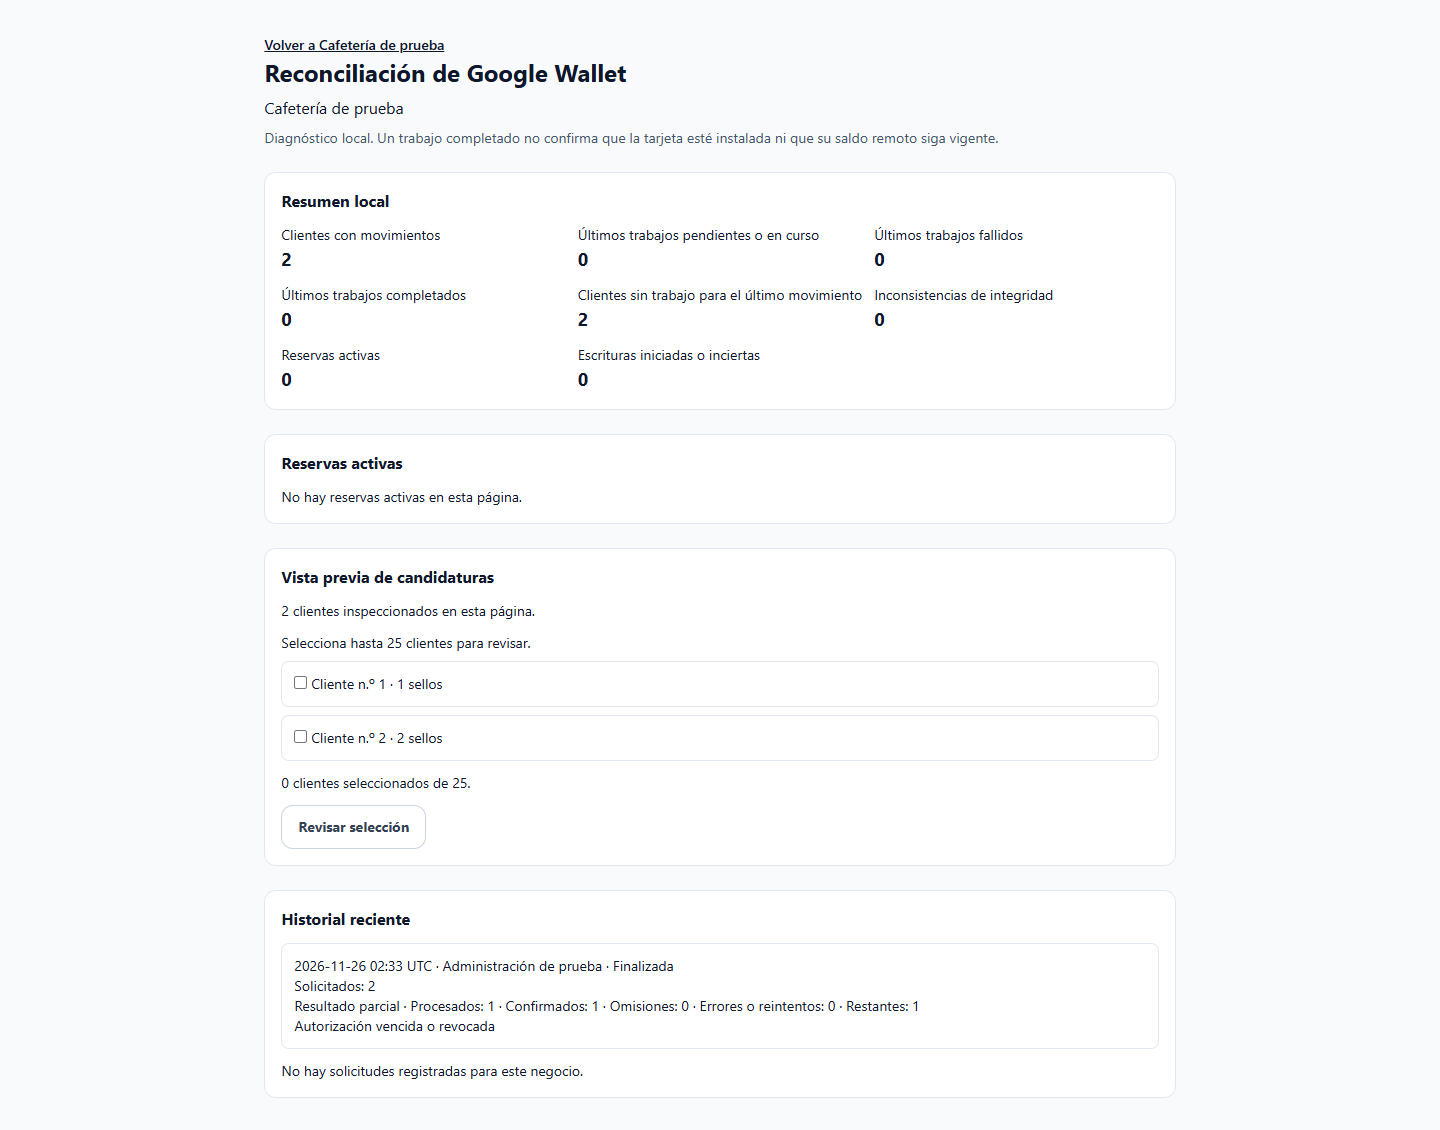 Volver a Cafetería de prueba
Reconciliación de Google Wallet
Cafetería de prueba
Diagnóstico local. Un trabajo completado no confirma que la tarjeta esté instalada ni que su saldo remoto siga vigente.
Resumen local
Clientes con movimientos
2
Últimos trabajos pendientes o en curso
0
Últimos trabajos fallidos
0
Últimos trabajos completados
0
Clientes sin trabajo para el último movimiento
2
Inconsistencias de integridad
0
Reservas activas
0
Escrituras iniciadas o inciertas
0
Reservas activas
No hay reservas activas en esta página.
Vista previa de candidaturas
2 clientes inspeccionados en esta página.
Selecciona hasta 25 clientes para revisar.
Cliente n.º 1 · 1 sellos
Cliente n.º 2 · 2 sellos
0 clientes seleccionados de 25.
Revisar selección
Historial reciente
2026-11-26 02:33 UTC · Administración de prueba · Finalizada
Solicitados: 2
Resultado parcial · Procesados: 1 · Confirmados: 1 · Omisiones: 0 · Errores o reintentos: 0 · Restantes: 1
Autorización vencida o revocada
No hay solicitudes registradas para este negocio.